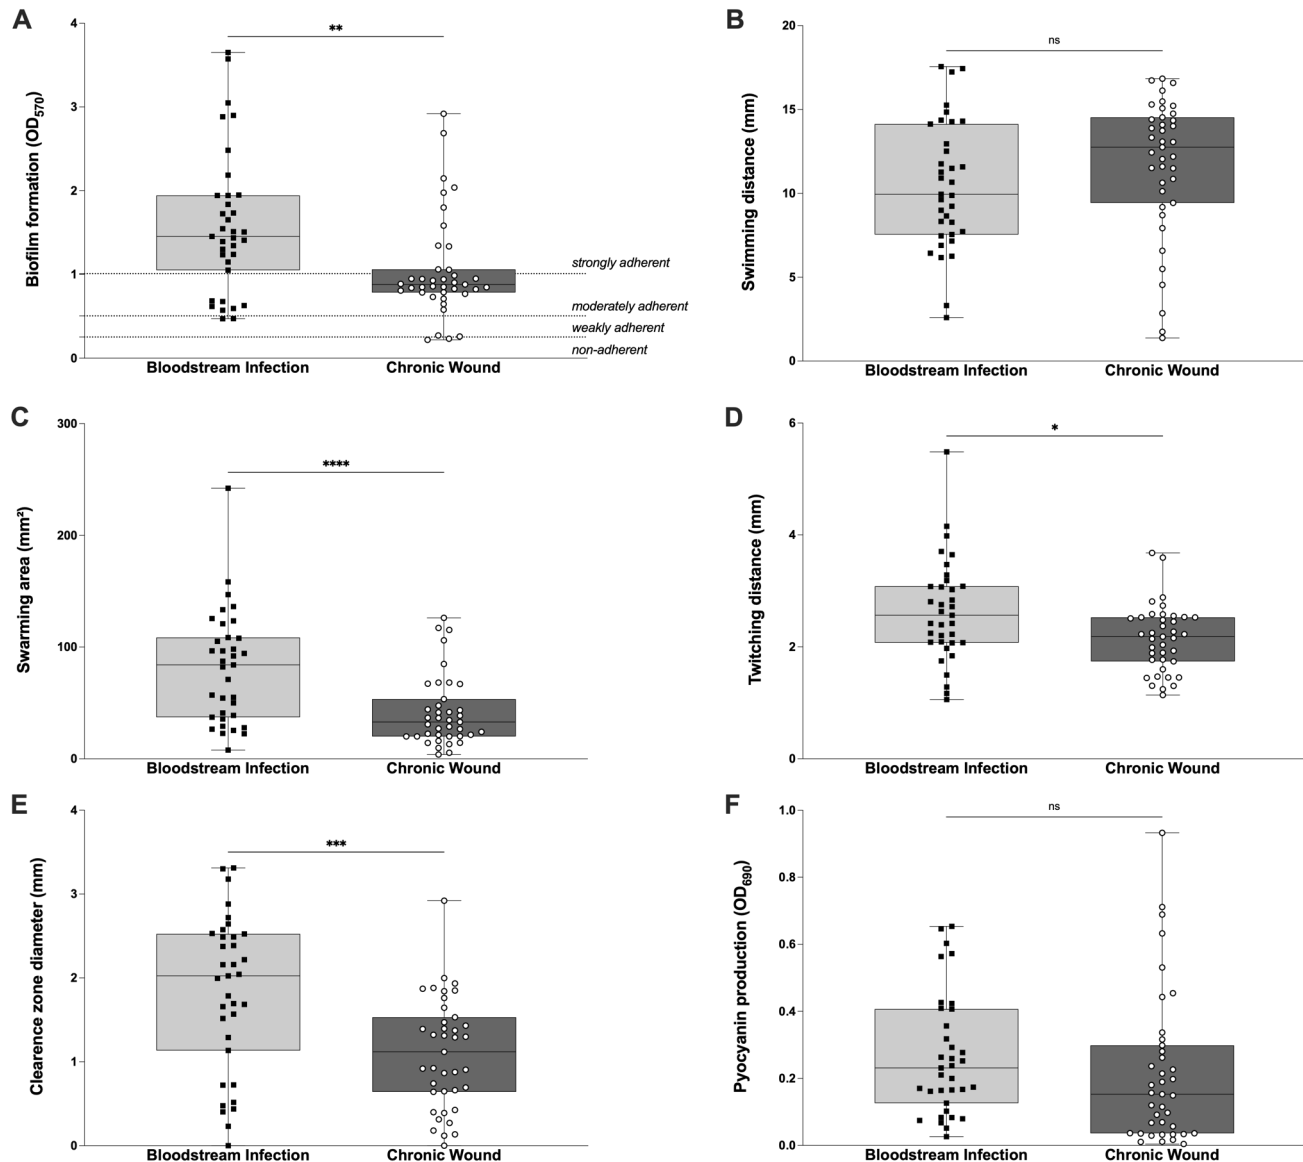 A
**
4
3
2
1
0
Biofilm formation (OD570)
strongly adherent
moderately adherent
weakly adherent
non-adherent
Bloodstream Infection
Chronic Wound
B
ns
20
15
10
5
0
Swimming distance (mm)
Bloodstream Infection
Chronic Wound
C
****
300
200
100
0
Swarming area (mm²)
Bloodstream Infection
Chronic Wound
D
*
6
4
2
0
Twitching distance (mm)
Bloodstream Infection
Chronic Wound
E
***
4
3
2
1
0
Clearence zone diameter (mm)
Bloodstream Infection
Chronic Wound
F
ns
1.0
0.8
0.6
0.4
0.2
0.0
Pyocyanin production (OD690)
Bloodstream Infection
Chronic Wound